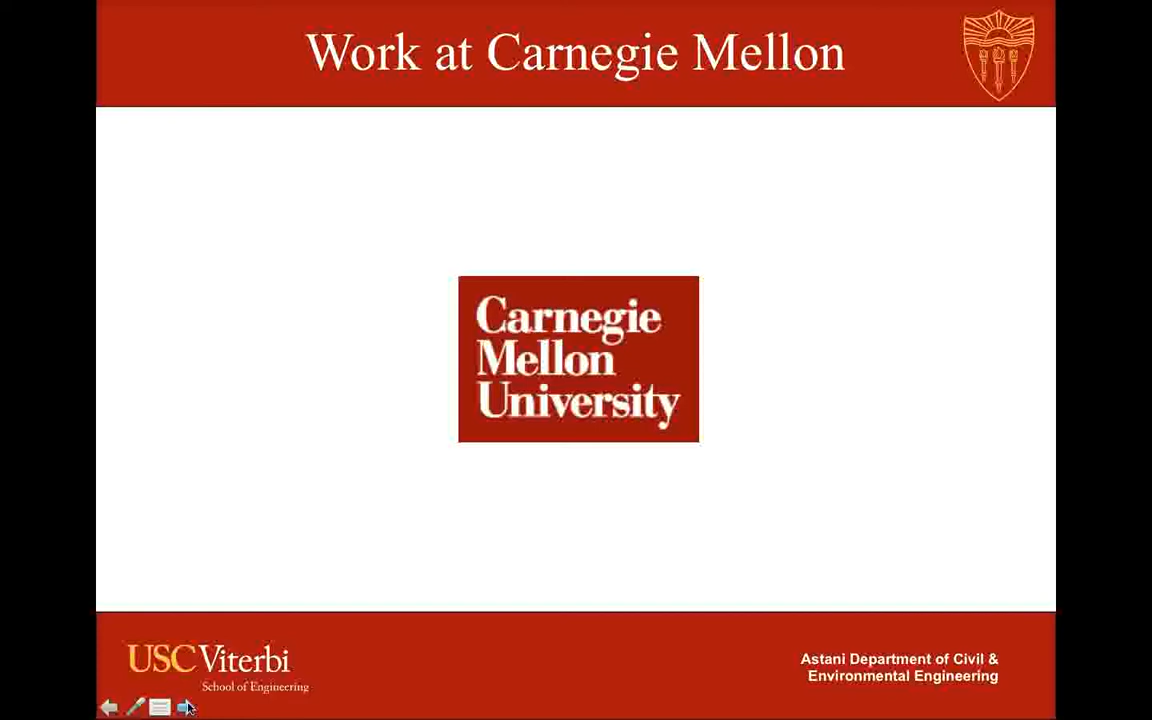 Work at Carnegie Mellon
Carnegie
Mellon
University
USC Viterbi
School of Engineering
Astani Department of Civil &
Environmental Engineering